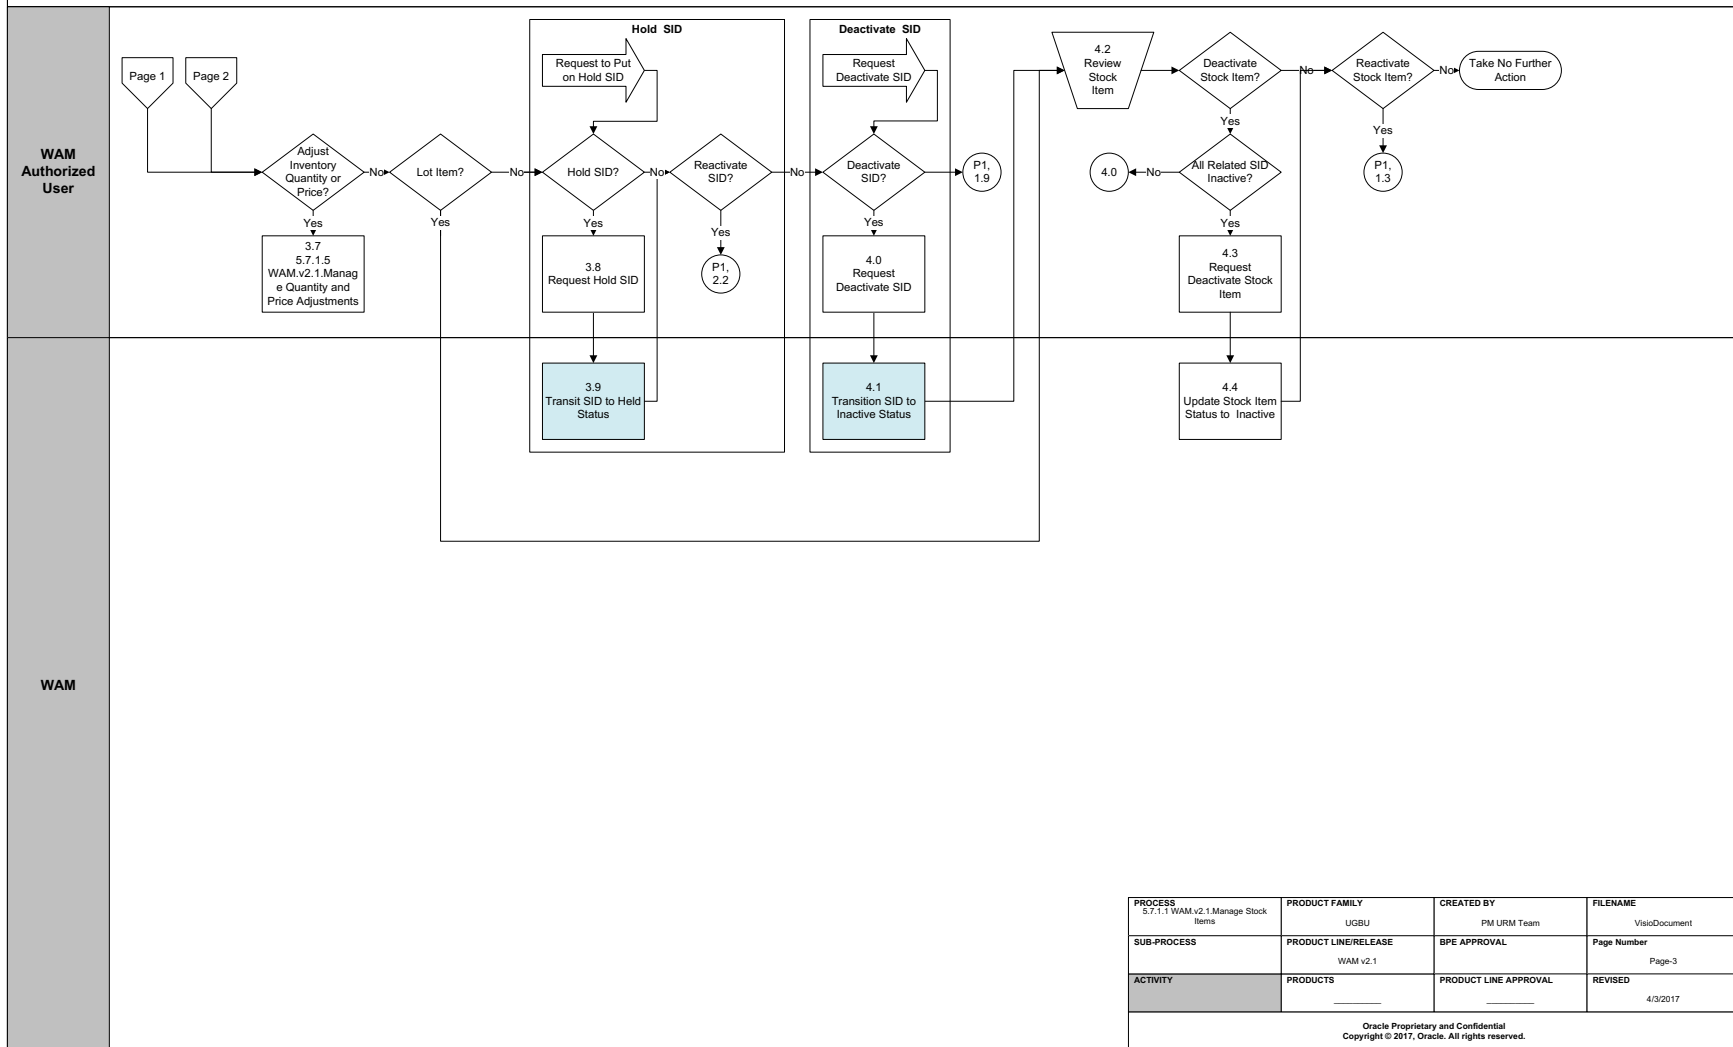 WAM
Authorized
User
Page 1
Page 2
Adjust
Inventory
Quantity or
Price?
No
Yes
3.7
5.7.1.5
WAM.v2.1.Manag
e Quantity and
Price Adjustments
Lot Item?
No
Yes
Hold SID
Request to Put
on Hold SID
Hold SID?
No
Yes
3.8
Request Hold SID
Reactivate
SID?
No
Yes
P1,
2.2
Deactivate SID
Request
Deactivate SID
Deactivate
SID?
Yes
4.0
Request
Deactivate SID
P1,
1.9
4.2
Review
Stock
Item
Deactivate
Stock Item?
No
Yes
All Related SID
Inactive?
No
4.0
Yes
4.3
Request
Deactivate Stock
Item
Reactivate
Stock Item?
No
Yes
P1,
1.3
Take No Further
Action
WAM
3.9
Transit SID to Held
Status
4.1
Transition SID to
Inactive Status
4.4
Update Stock Item
Status to Inactive
PROCESS
5.7.1.1 WAM.v2.1.Manage Stock
Items
PRODUCT FAMILY
UGBU
CREATED BY
PM URM Team
FILENAME
VisioDocument
SUB-PROCESS
PRODUCT LINE/RELEASE
WAM v2.1
BPE APPROVAL
Page Number
Page-3
ACTIVITY
PRODUCTS
__________
PRODUCT LINE APPROVAL
__________
REVISED
4/3/2017
Oracle Proprietary and Confidential
Copyright © 2017, Oracle. All rights reserved.